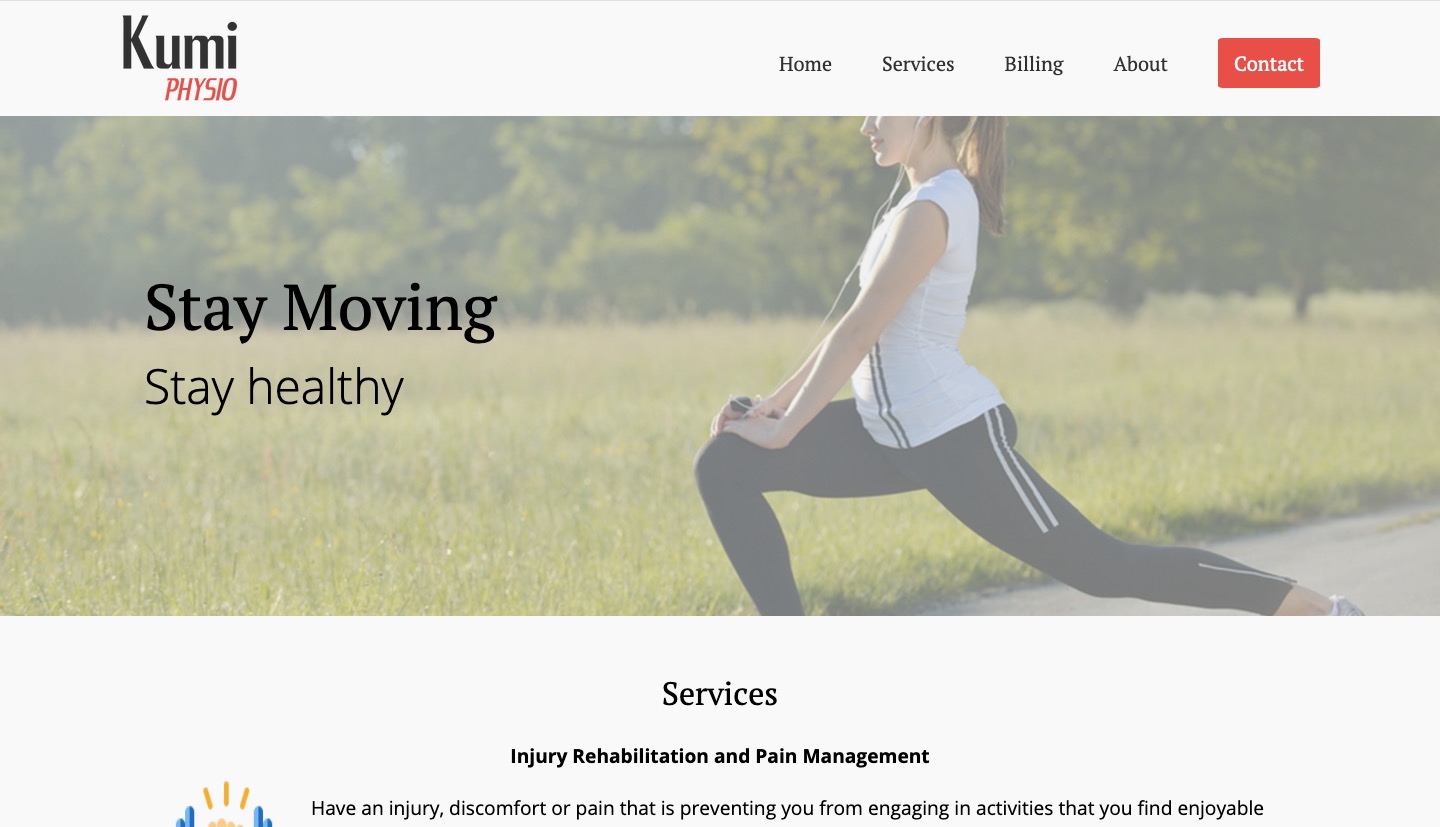 Kumi
PHYSIO
Home Services Billing About Contact
Stay Moving
Stay healthy
Services
Injury Rehabilitation and Pain Management
Have an injury, discomfort or pain that is preventing you from engaging in activities that you find enjoyable